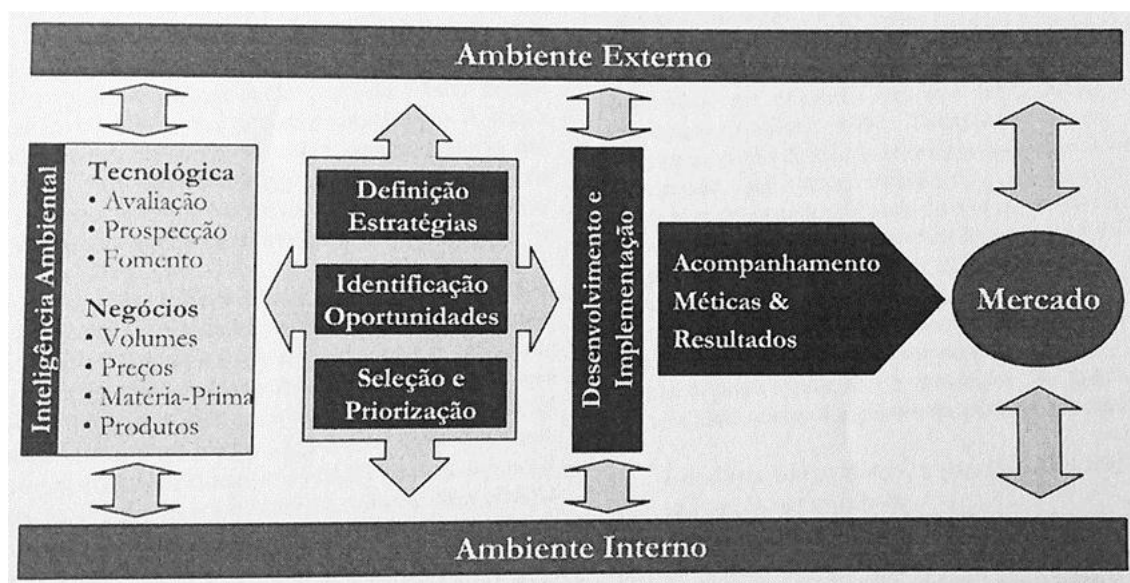 Ambiente Externo
Inteligência Ambiental
Tecnológica
• Avaliação
• Prospecção
• Fomento
Negócios
• Volumes
• Preços
• Matéria-Prima
• Produtos
Definição
Estratégias
Identificação
Oportunidades
Seleção e
Priorização
Desenvolvimento e
Implementação
Acompanhamento
Méticas &
Resultados
Mercado
Ambiente Interno